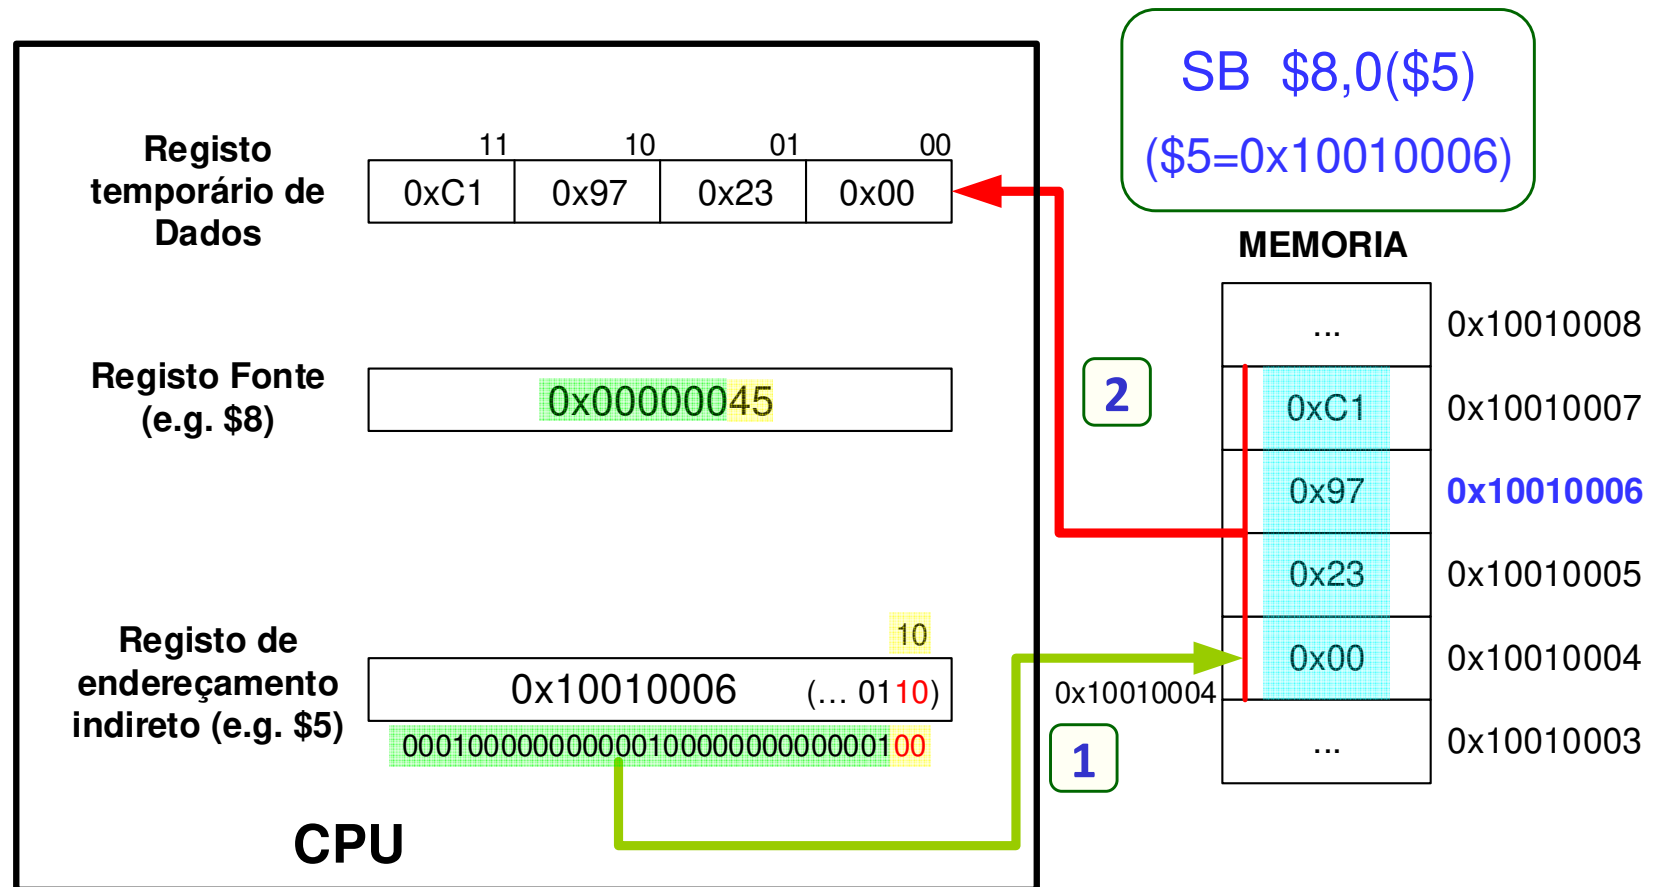 SB $8,0($5)
($5=0x10010006)
Registo
temporário de
Dados
11 10 01 00
0xC1 0x97 0x23 0x00
Registo Fonte
(e.g. $8)
0x00000045
Registo de
endereçamento
indireto (e.g. $5)
10
0x10010006 (... 0110)
00010000000000010000000000000100
CPU
2
1
0x10010004
MEMORIA
... 0x10010008
0xC1 0x10010007
0x97 0x10010006
0x23 0x10010005
0x00 0x10010004
... 0x10010003